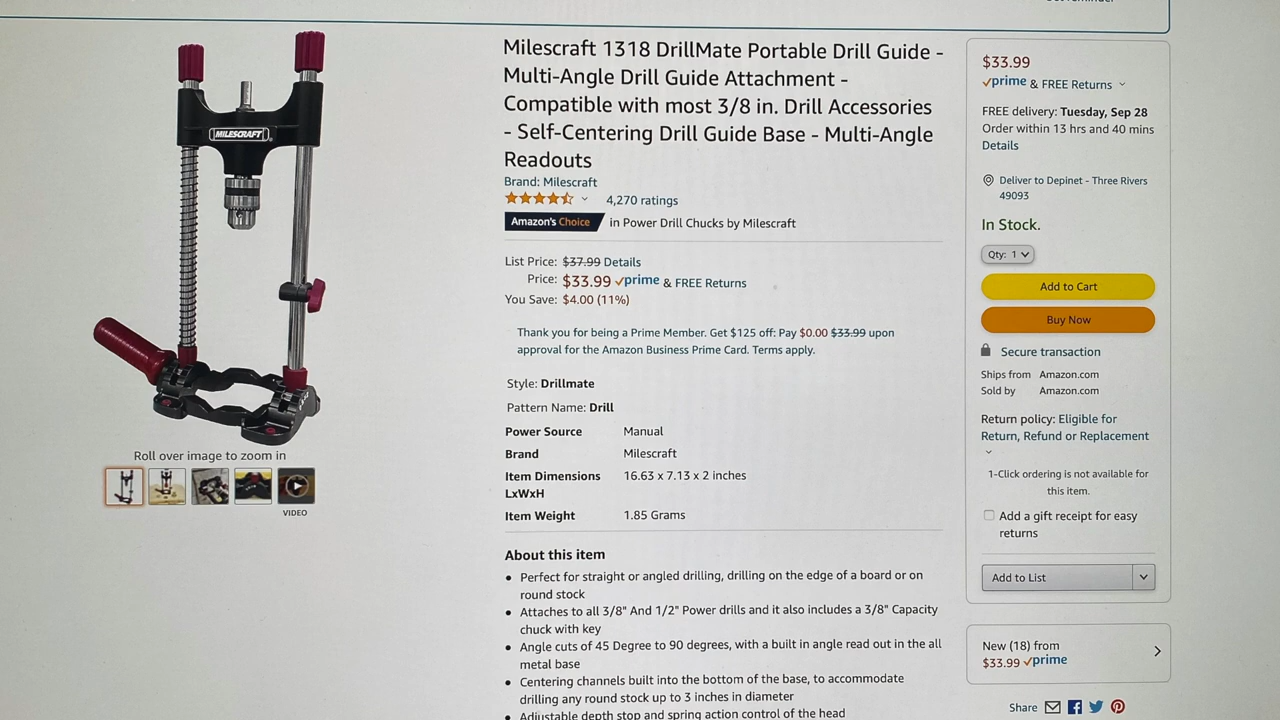 Milescraft 1318 DrillMate Portable Drill Guide -
Multi-Angle Drill Guide Attachment -
Compatible with most 3/8 in. Drill Accessories
- Self-Centering Drill Guide Base - Multi-Angle
Readouts
Brand: Milescraft
4,270 ratings
Amazon's Choice in Power Drill Chucks by Milescraft
List Price: $37.99 Details
Price: $33.99 prime & FREE Returns
You Save: $4.00 (11%)
Thank you for being a Prime Member. Get $125 off: Pay $0.00 $33.99 upon
approval for the Amazon Business Prime Card. Terms apply.
Style: Drillmate
Pattern Name: Drill
Power Source Manual
Brand Milescraft
Item Dimensions 16.63 x 7.13 x 2 inches
LxWxH
Item Weight 1.85 Grams
About this item
• Perfect for straight or angled drilling, drilling on the edge of a board or on
round stock
• Attaches to all 3/8" And 1/2" Power drills and it also includes a 3/8" Capacity
chuck with key
• Angle cuts of 45 Degree to 90 degrees, with a built in angle read out in the all
metal base
• Centering channels built into the bottom of the base, to accommodate
drilling any round stock up to 3 inches in diameter
• Adjustable depth stop and spring action control of the head
MILESCRAFT
Roll over image to zoom in
VIDEO
$33.99
prime & FREE Returns
FREE delivery: Tuesday, Sep 28
Order within 13 hrs and 40 mins
Details
Deliver to Depinet - Three Rivers
49093
In Stock.
Qty: 1
Add to Cart
Buy Now
Secure transaction
Ships from Amazon.com
Sold by Amazon.com
Return policy: Eligible for
Return, Refund or Replacement
1-Click ordering is not available for
this item.
Add a gift receipt for easy
returns
Add to List
New (18) from
$33.99 prime
Share